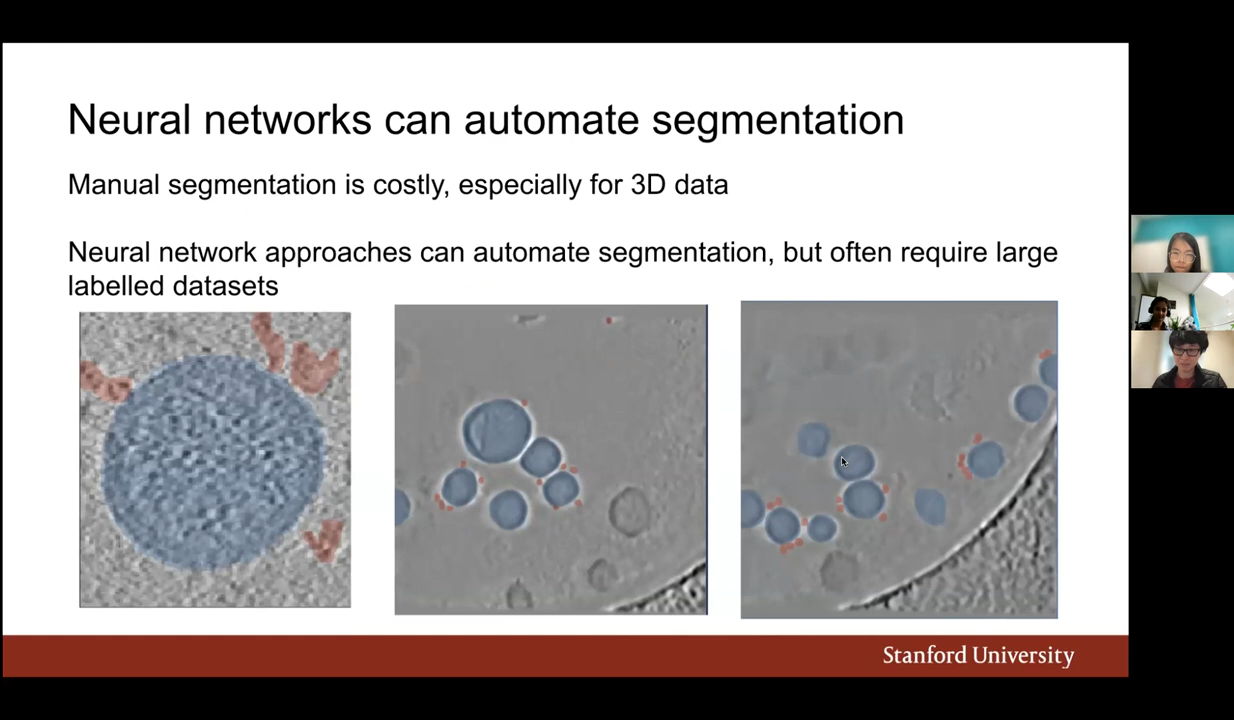 Neural networks can automate segmentation
Manual segmentation is costly, especially for 3D data
Neural network approaches can automate segmentation, but often require large
labelled datasets
Stanford University